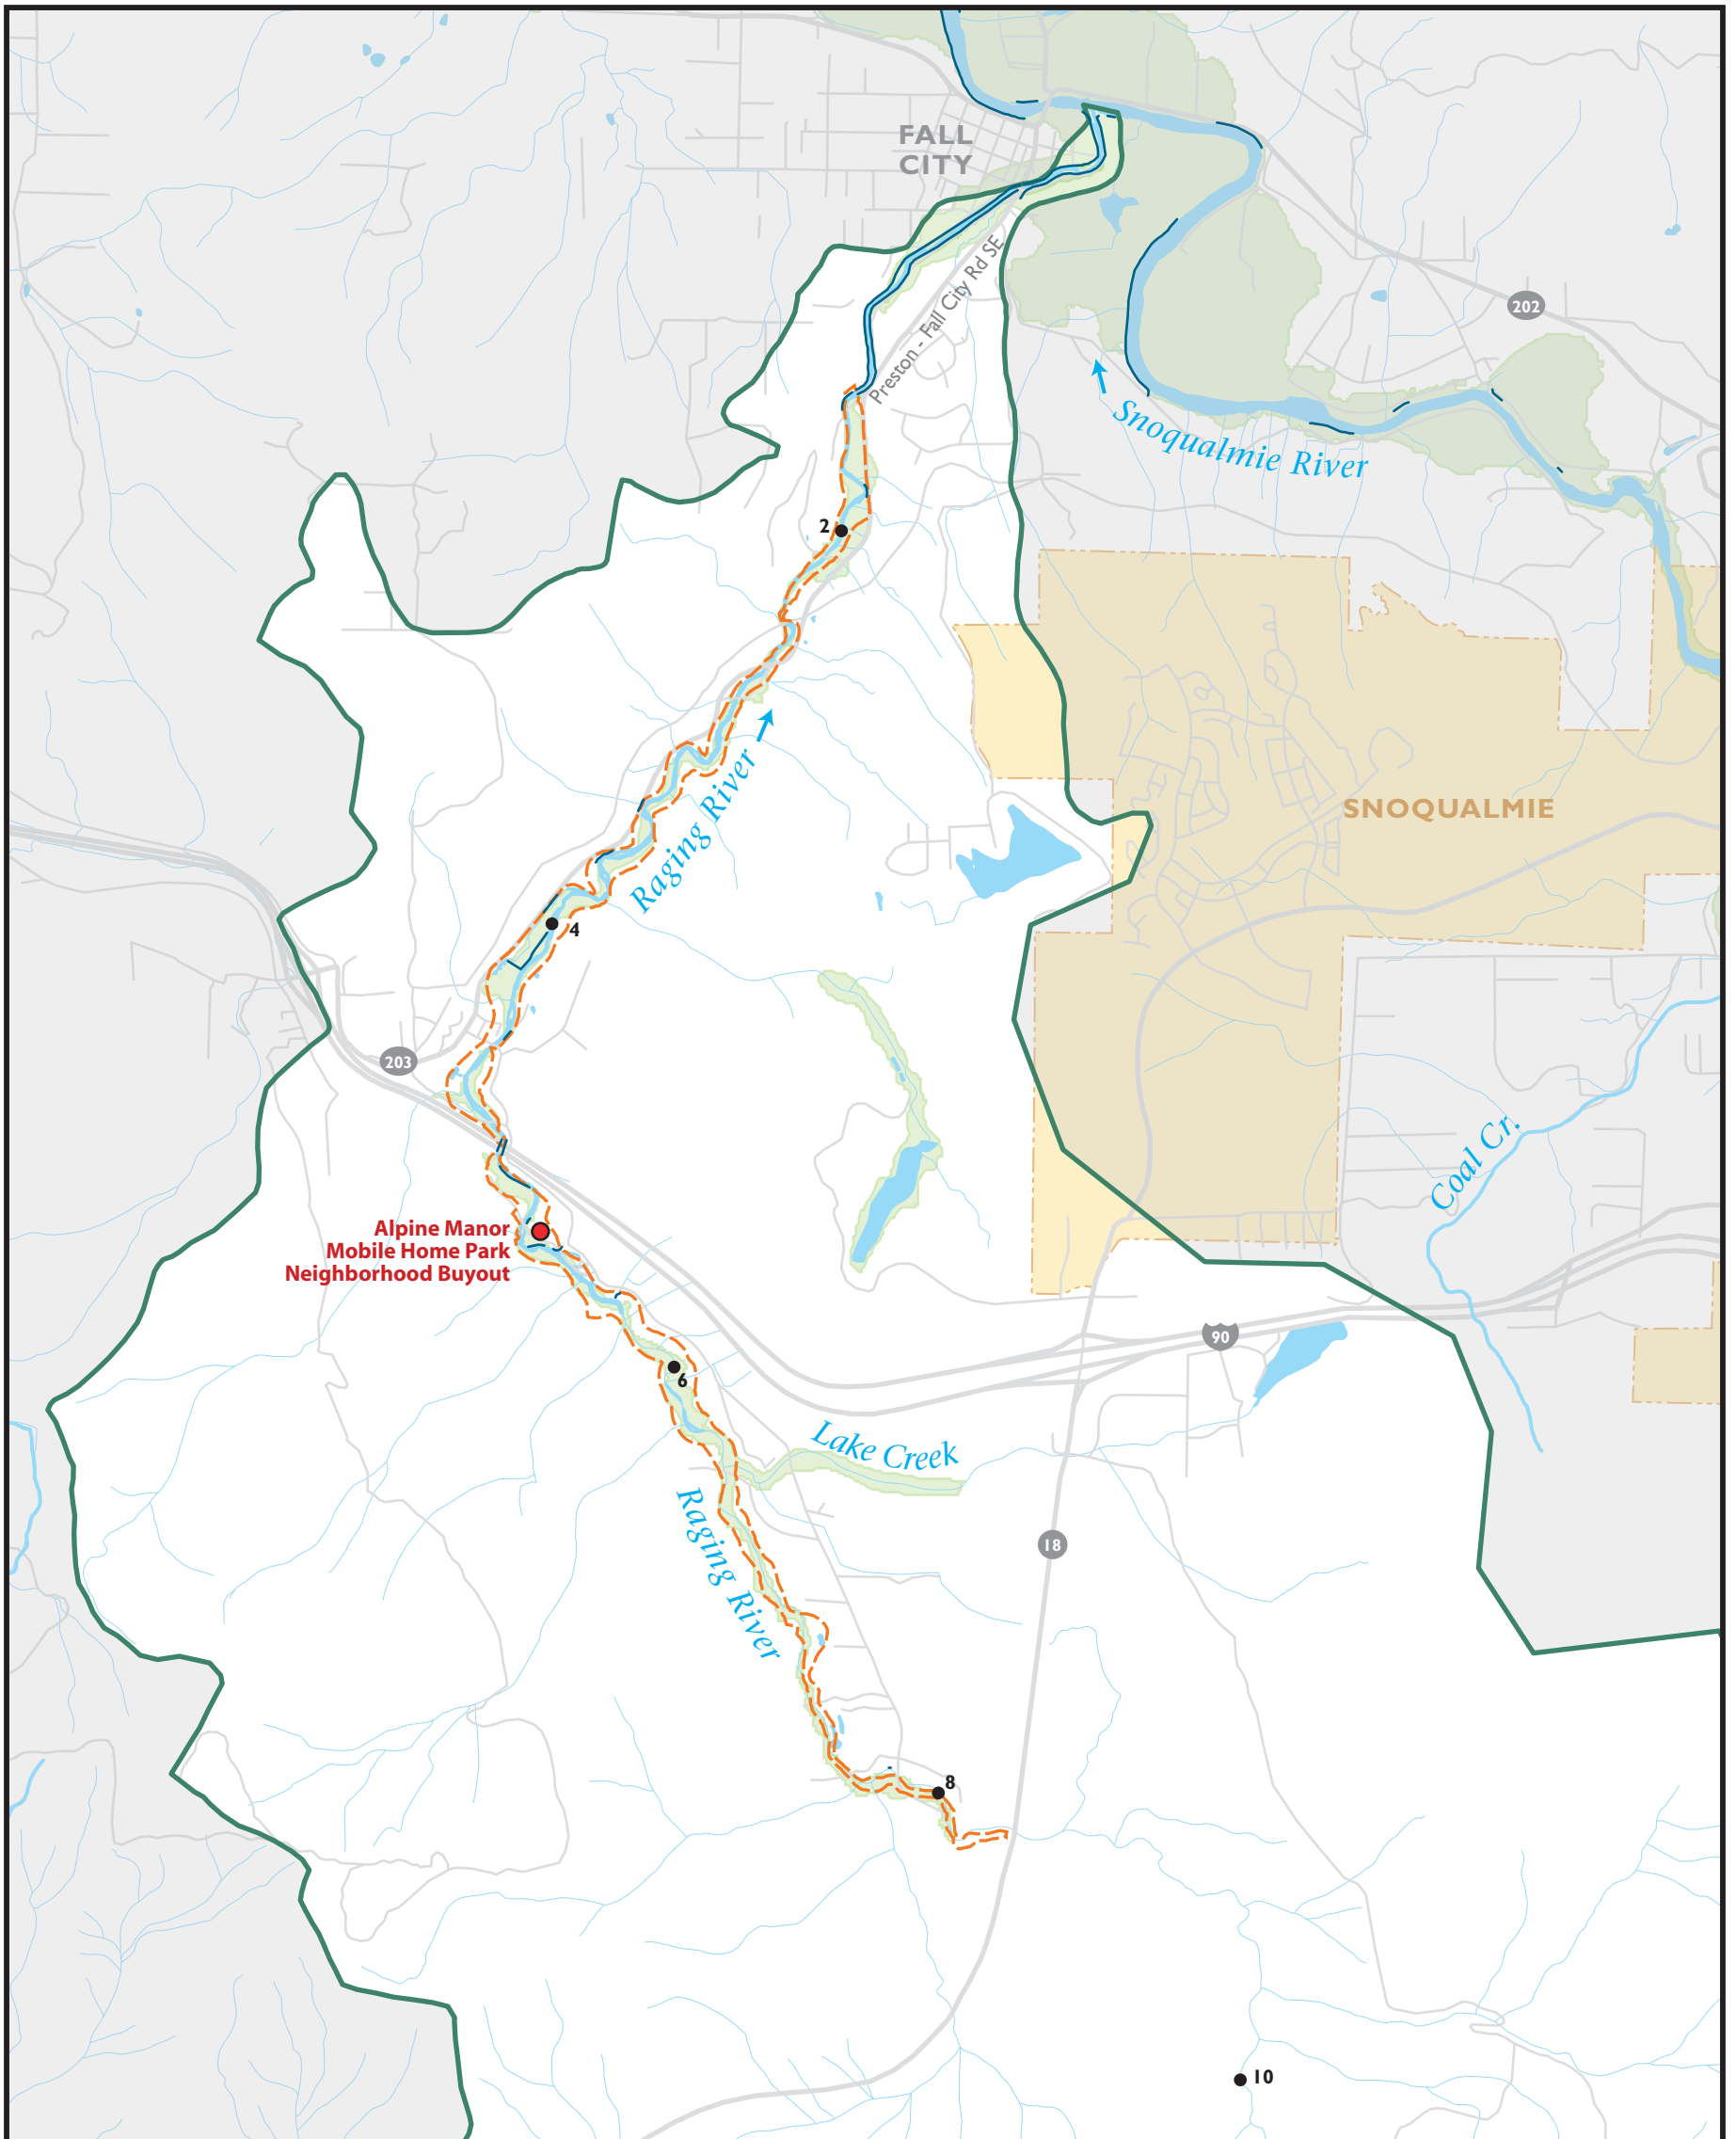 FALL
CITY
Preston - Fall City Rd SE
202
Snoqualmie River
2
Raging River
SNOQUALMIE
4
203
Coal Cr.
Alpine Manor
Mobile Home Park
Neighborhood Buyout
90
6
Lake Creek
Raging River
18
8
10